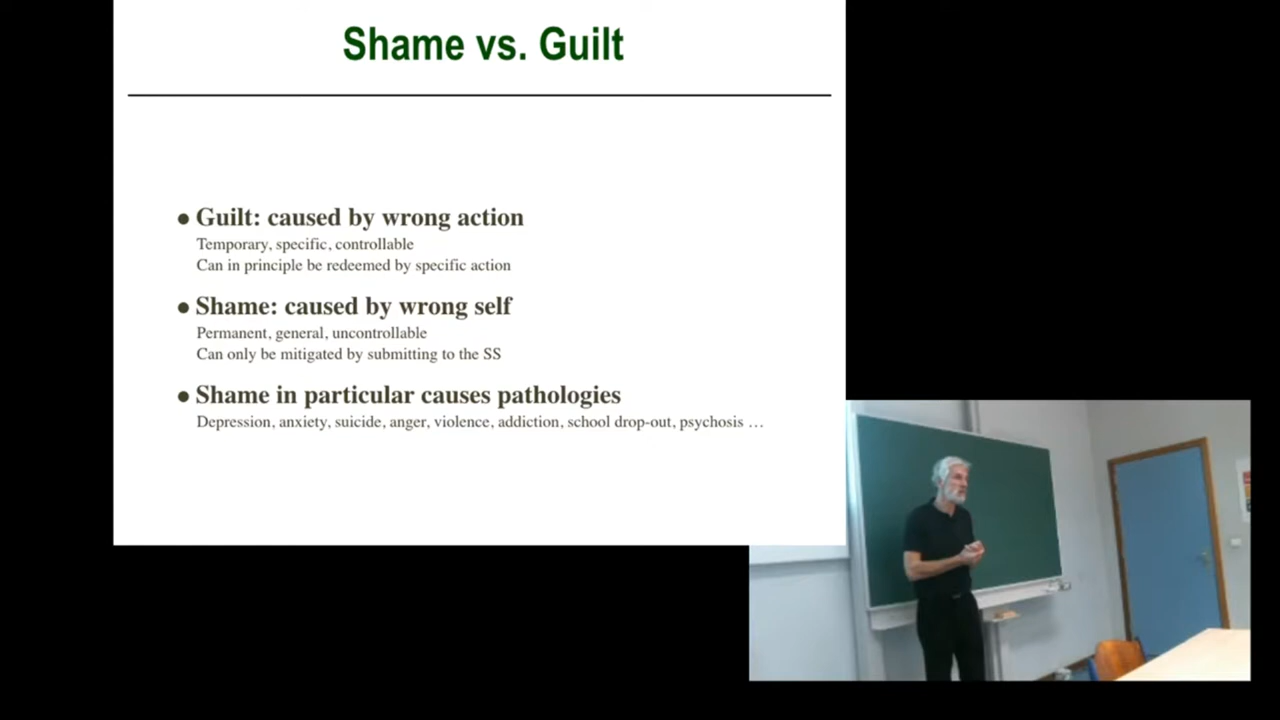 Shame vs. Guilt
● Guilt: caused by wrong action
Temporary, specific, controllable
Can in principle be redeemed by specific action
● Shame: caused by wrong self
Permanent, general, uncontrollable
Can only be mitigated by submitting to the SS
● Shame in particular causes pathologies
Depression, anxiety, suicide, anger, violence, addiction, school drop-out, psychosis …